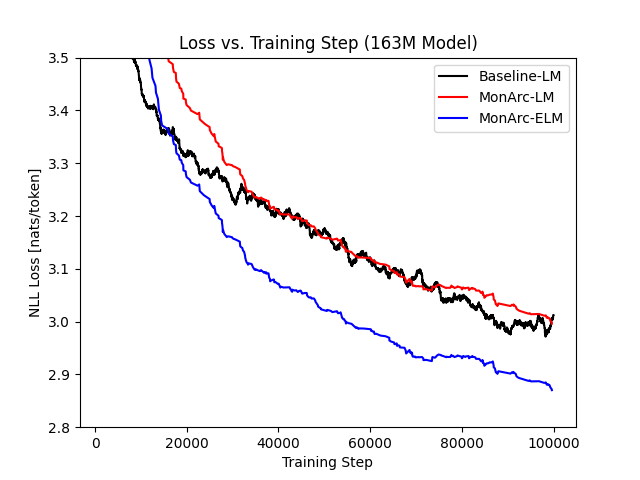 Loss vs. Training Step (163M Model)
3.5
3.4
3.3
3.2
3.1
3.0
2.9
2.8
NLL Loss [nats/token]
Baseline-LM
MonArc-LM
MonArc-ELM
0
20000
40000
60000
80000
100000
Training Step